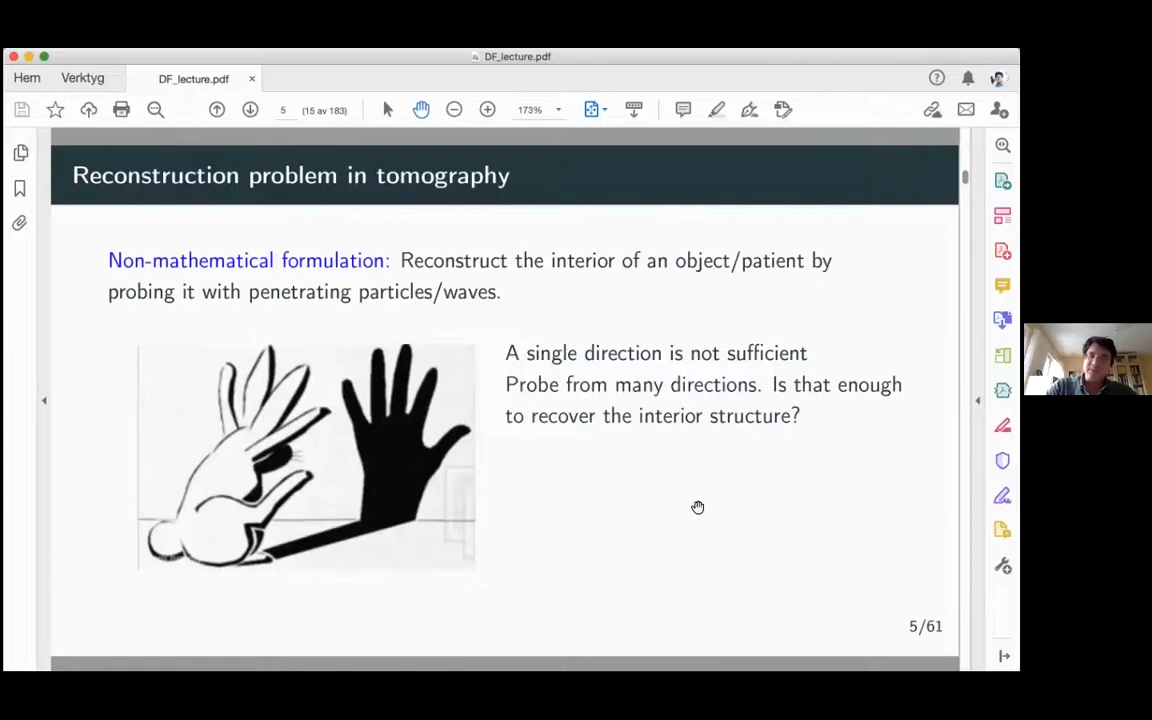 DF_lecture.pdf
Hem Verktyg DF_lecture.pdf ×
5 (15 av 183) 173%
Reconstruction problem in tomography
Non-mathematical formulation: Reconstruct the interior of an object/patient by
probing it with penetrating particles/waves.
A single direction is not sufficient
Probe from many directions. Is that enough
to recover the interior structure?
5/61